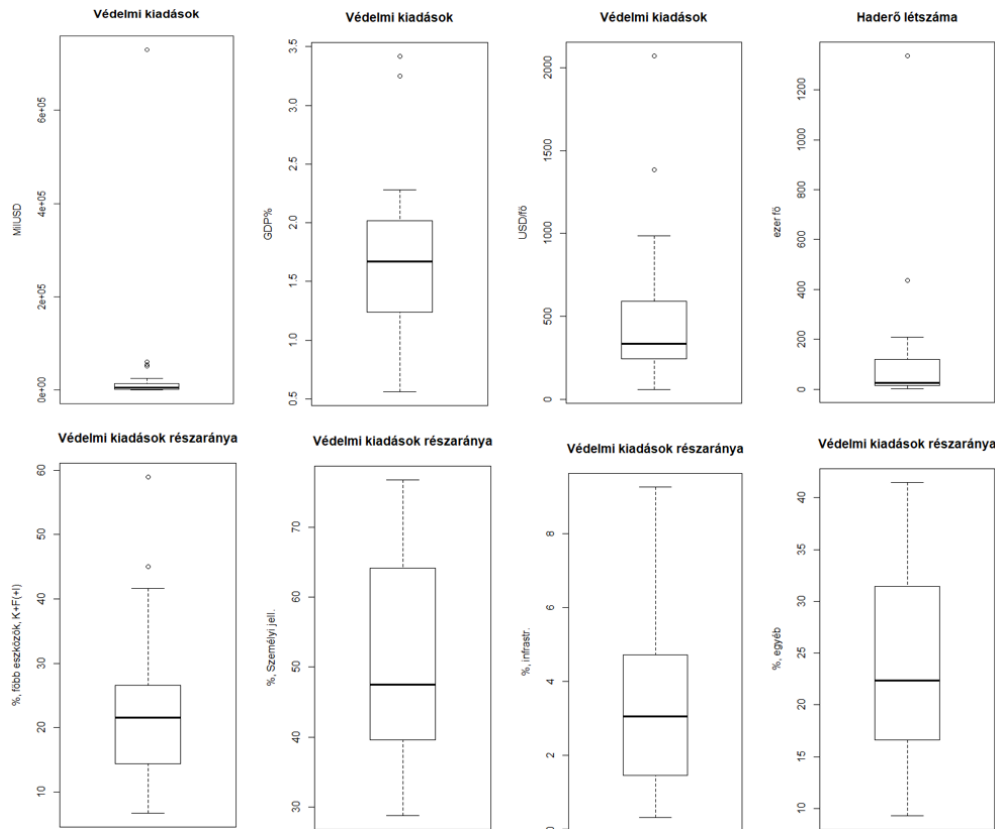 Védelmi kiadások
MilUSD
0e+00 2e+05 4e+05 6e+05
Védelmi kiadások
GDP%
0.5 1.0 1.5 2.0 2.5 3.0 3.5
Védelmi kiadások
USD/fő
0 500 1000 1500 2000
Haderő létszáma
ezer fő
0 200 400 600 800 1000 1200
Védelmi kiadások részaránya
%, főbb eszközök, K+F(+I)
10 20 30 40 50 60
Védelmi kiadások részaránya
%, Személyi jell.
30 40 50 60 70
Védelmi kiadások részaránya
%, infrastr.
0 2 4 6 8
Védelmi kiadások részaránya
%, egyéb
10 15 20 25 30 35 40